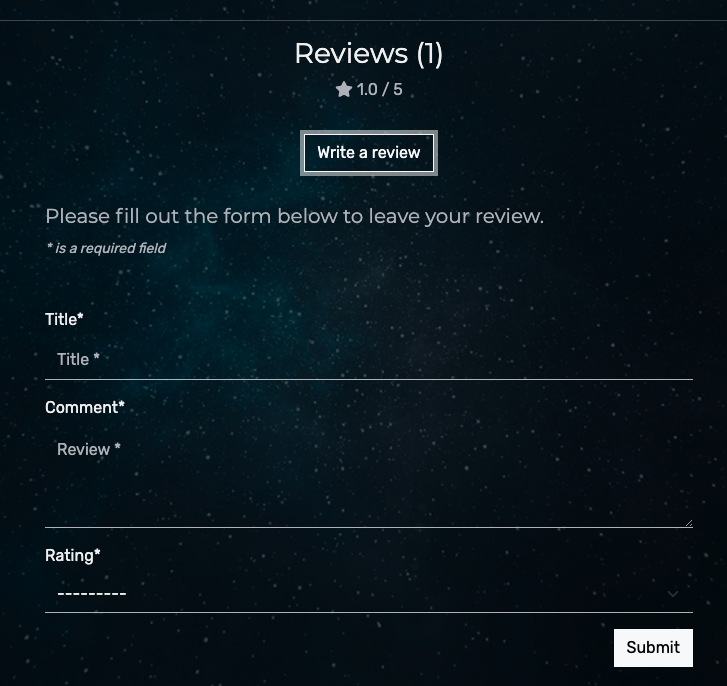 Reviews (1)
1.0 / 5
Write a review
Please fill out the form below to leave your review.
* is a required field
Title*
Title *
Comment*
Review *
Rating*
---------
Submit